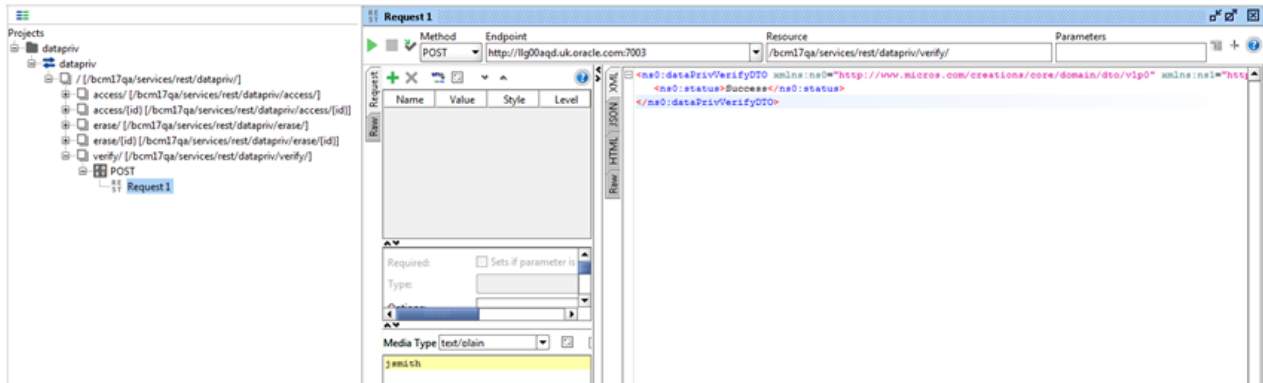 Projects
datapriv
datapriv
/ [/bcm17qa/services/rest/datapriv/]
access/ [/bcm17qa/services/rest/datapriv/access/]
access/{id} [/bcm17qa/services/rest/datapriv/access/{id}]
erase/ [/bcm17qa/services/rest/datapriv/erase/]
erase/{id} [/bcm17qa/services/rest/datapriv/erase/{id}]
verify/ [/bcm17qa/services/rest/datapriv/verify/]
POST
REST Request 1
REST Request 1
Method Endpoint Resource Parameters
POST http://llg00aqd.uk.oracle.com:7003 /bcm17qa/services/rest/datapriv/verify/
Request
Raw
Name Value Style Level
Required: Sets if parameter is
Type:
Options:
Media Type text/plain
jsmith
XML
JSON
HTML
Raw
<ns0:dataPrivVerifyDTO xmlns:ns0="http://www.micros.com/creations/core/domain/dto/v1p0" xmlns:ns1="http
<ns0:status>Success</ns0:status>
</ns0:dataPrivVerifyDTO>